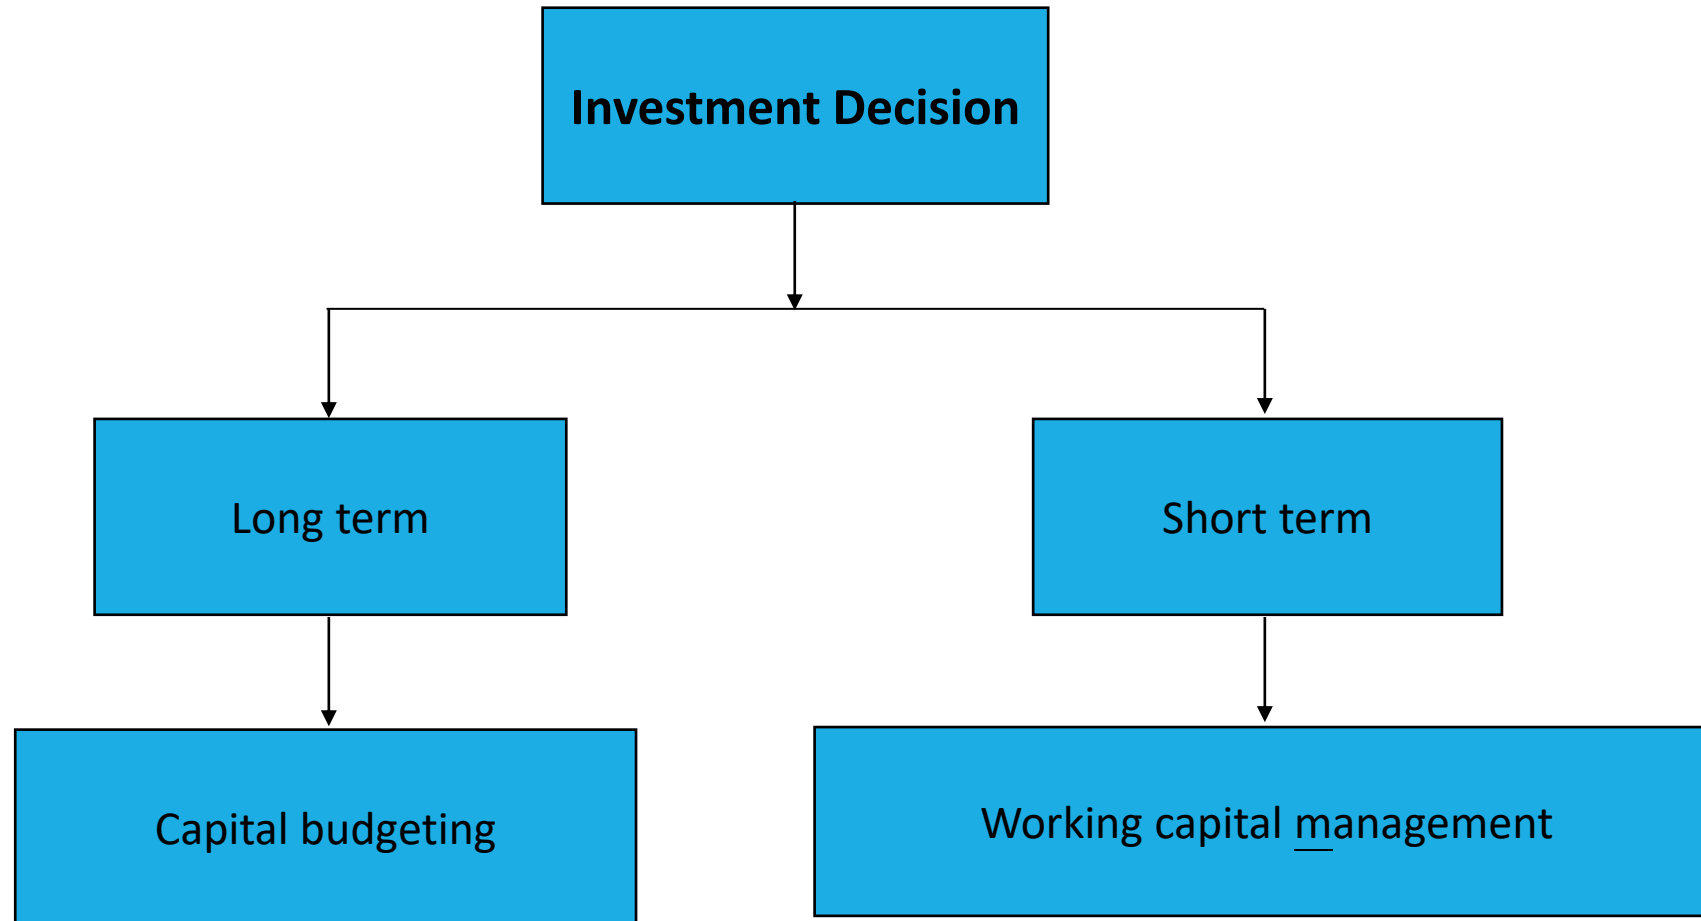 Investment Decision
Long term
Short term
Capital budgeting
Working capital management